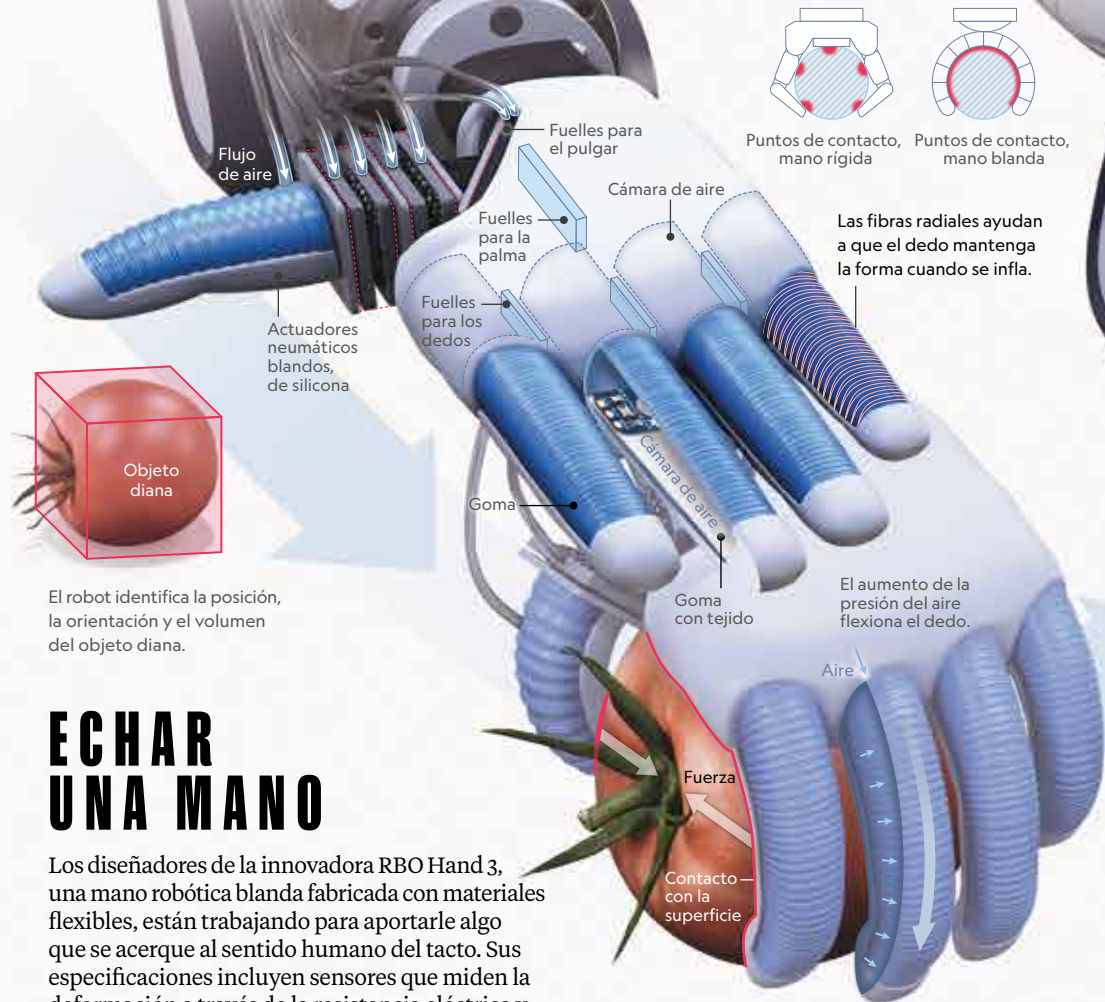 Puntos de contacto,
mano rígida
Puntos de contacto,
mano blanda
Fuelles para
el pulgar
Flujo
de aire
Cámara de aire
Fuelles
para la
palma
Las fibras radiales ayudan
a que el dedo mantenga
la forma cuando se infla.
Fuelles
para los
dedos
Actuadores
neumáticos
blandos,
de silicona
Objeto
diana
Cámara de aire
Goma
El robot identifica la posición,
la orientación y el volumen
del objeto diana.
Goma
con tejido
El aumento de la
presión del aire
flexiona el dedo.
Aire
Fuerza
Contacto
con la
superficie
ECHAR
UNA MANO
Los diseñadores de la innovadora RBO Hand 3,
una mano robótica blanda fabricada con materiales
flexibles, están trabajando para aportarle algo
que se acerque al sentido humano del tacto. Sus
especificaciones incluyen sensores que miden la
deformación a través de la resistencia eléctrica y